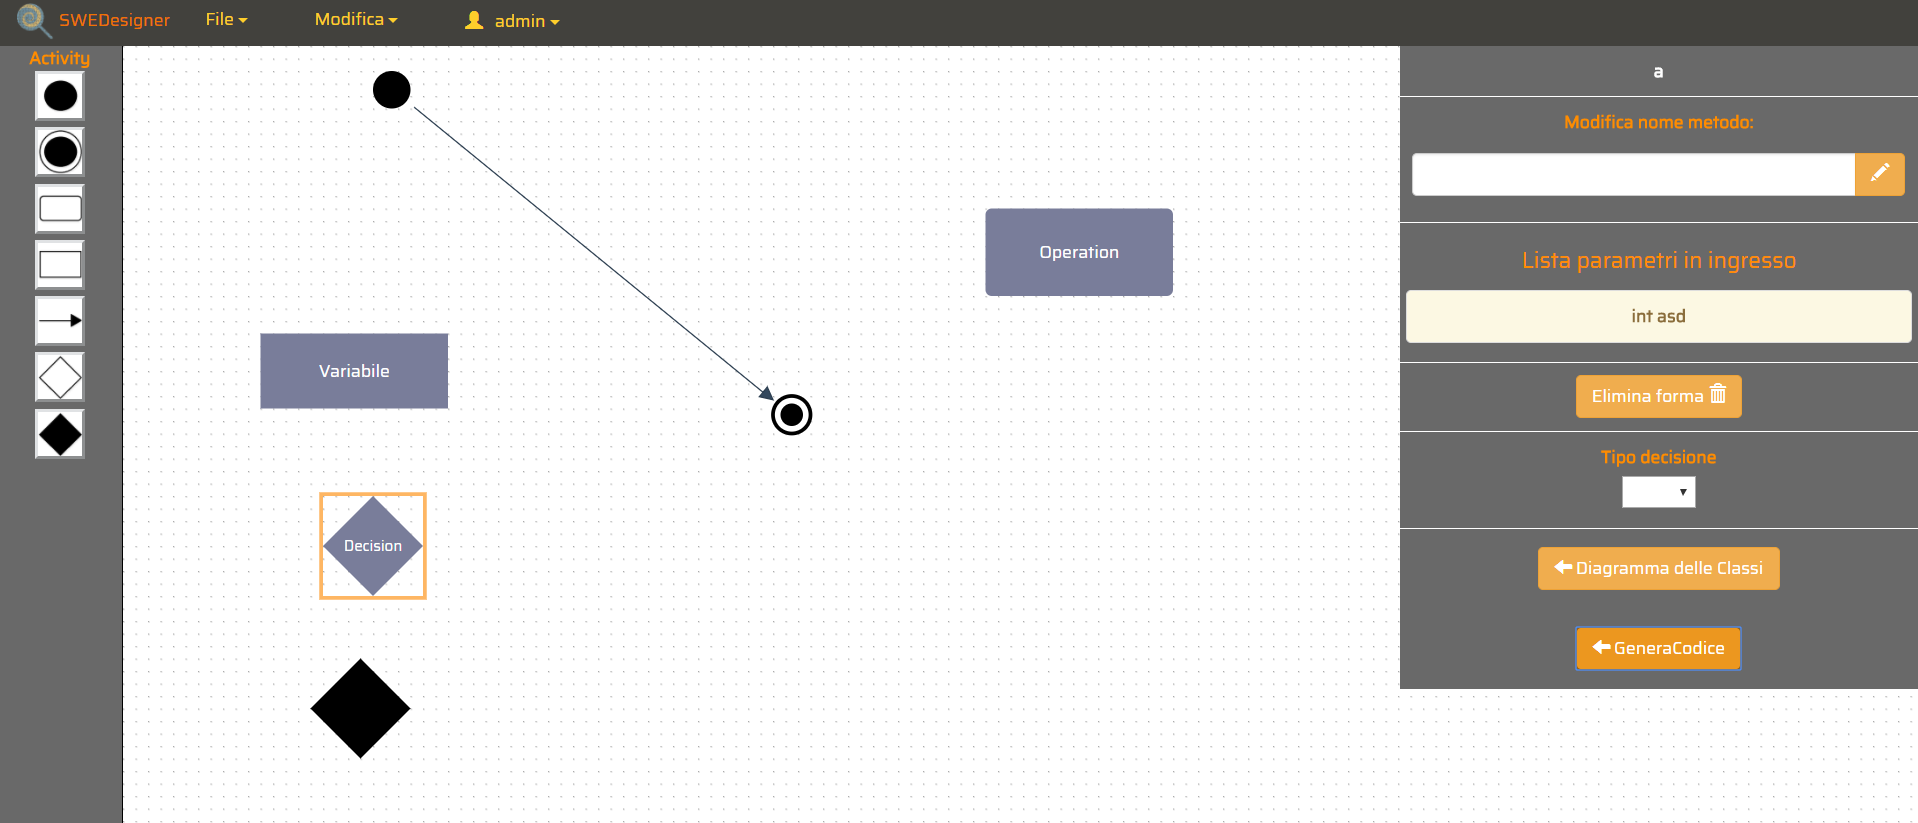 SWEDesigner
File
Modifica
admin
Activity
Variabile
Decision
Operation
a
Modifica nome metodo:
Lista parametri in ingresso
int asd
Elimina forma
Tipo decisione
Diagramma delle Classi
GeneraCodice